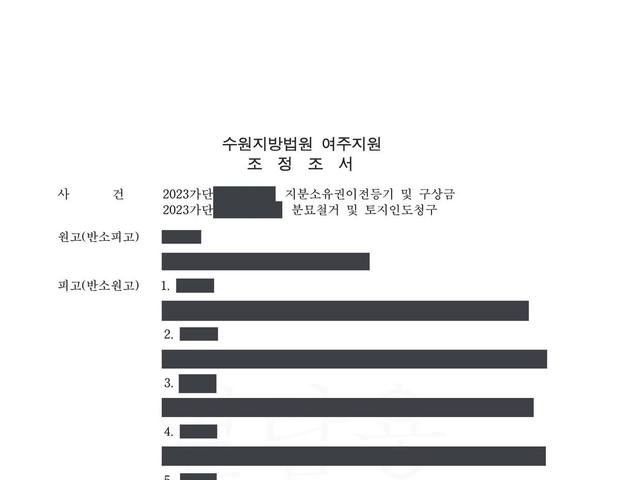 수원지방법원 여주지원
조 정 조 서
사 건 2023가단 지분소유권이전등기 및 구상금
2023가단 분묘철거 및 토지인도청구
원고(반소피고)
피고(반소원고) 1.
2.
3.
4.